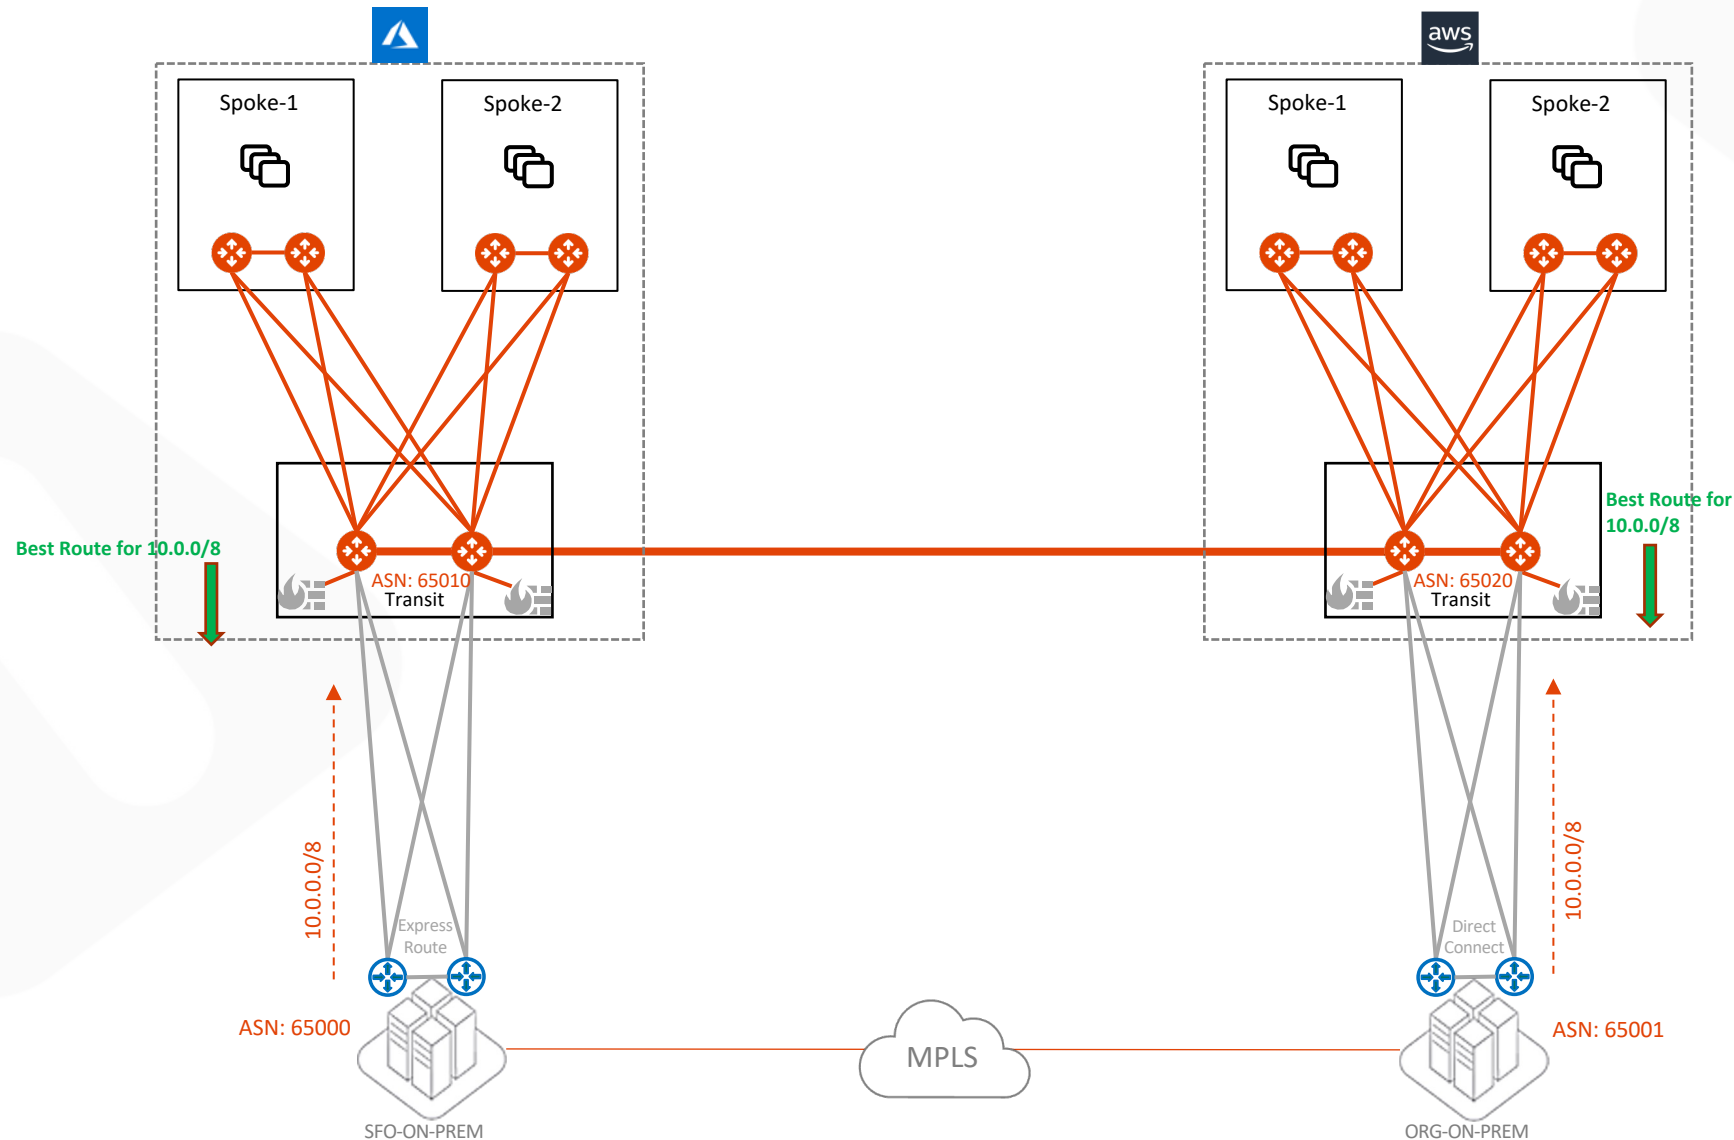 aws
Spoke-1
Spoke-2
Spoke-1
Spoke-2
Best Route for 10.0.0/8
ASN: 65010
Transit
ASN: 65020
Transit
Best Route for
10.0.0/8
10.0.0.0/8
10.0.0.0/8
Express
Route
Direct
Connect
ASN: 65000
MPLS
ASN: 65001
SFO-ON-PREM
ORG-ON-PREM